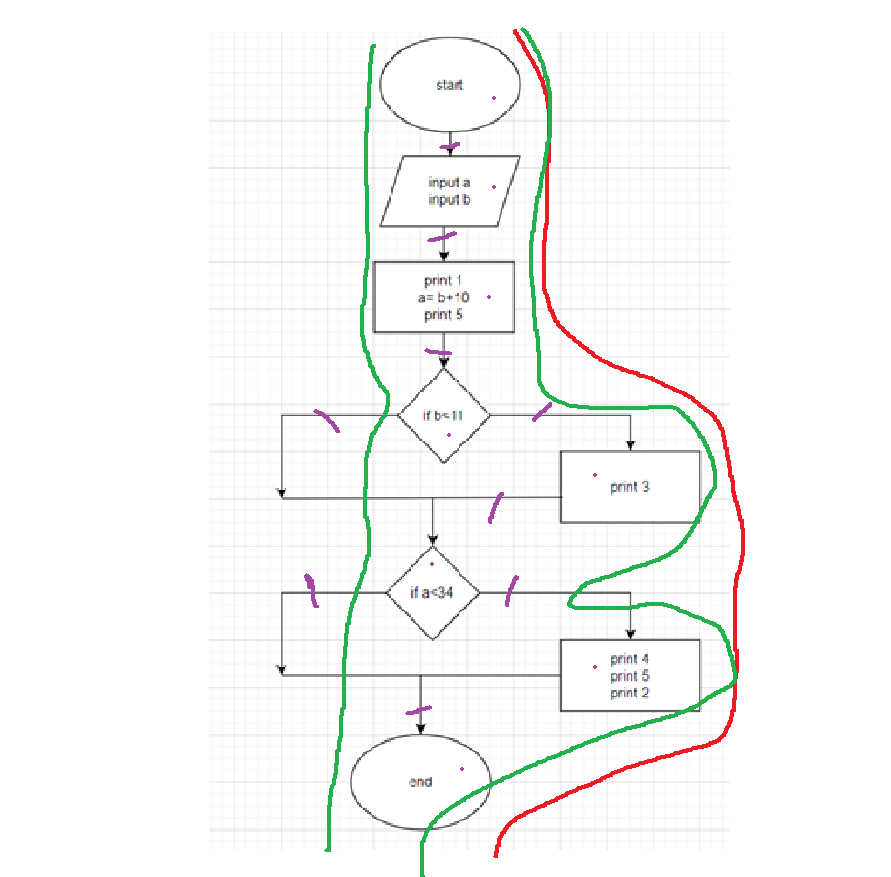 start
input a
input b
print 1
a= b+10
print 5
if b<11
print 3
if a<34
print 4
print 5
print 2
end